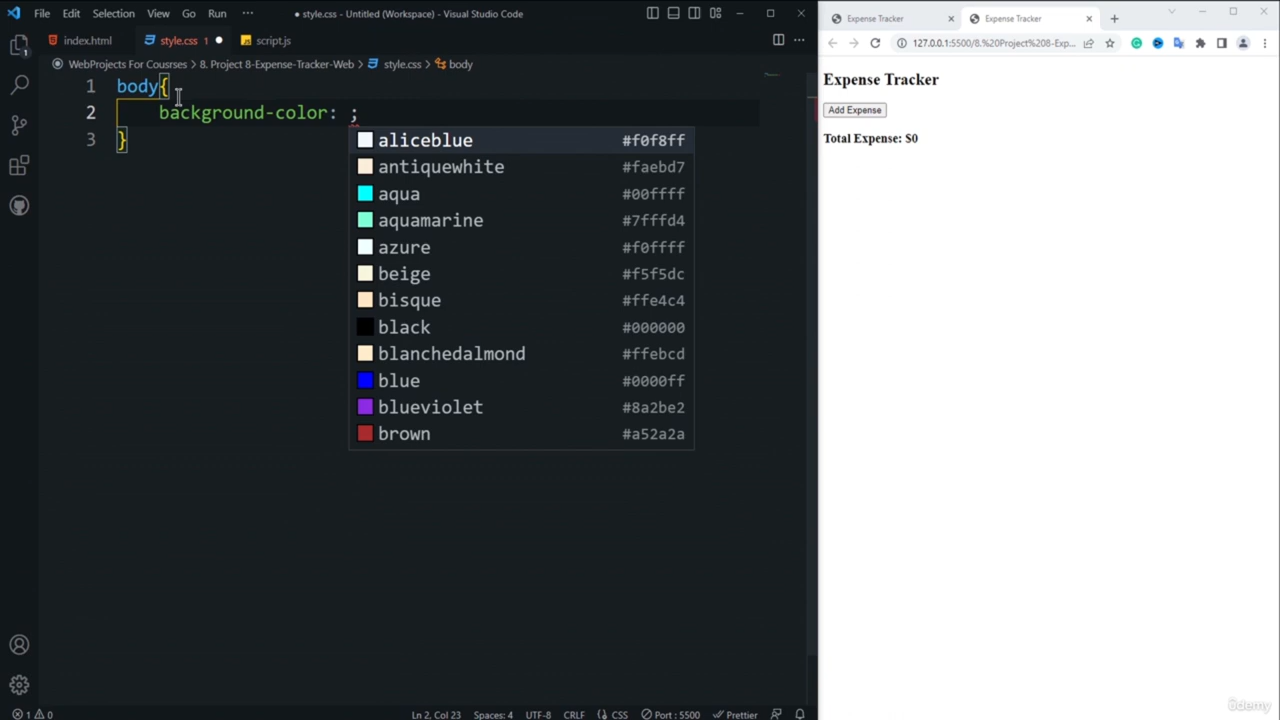 File Edit Selection View Go Run ···
● style.css - Untitled (Workspace) - Visual Studio Code
index.html
style.css 1 ●
script.js
WebProjects For Coursses > 8. Project 8-Expense-Tracker-Web > style.css > body
1 body{
2 background-color: ;
3 }
aliceblue #f0f8ff
antiquewhite #faebd7
aqua #00ffff
aquamarine #7fffd4
azure #f0ffff
beige #f5f5dc
bisque #ffe4c4
black #000000
blanchedalmond #ffebcd
blue #0000ff
blueviolet #8a2be2
brown #a52a2a
1 0 Ln 2, Col 23 Spaces: 4 UTF-8 CRLF CSS Port : 5500 Prettier
Expense Tracker
Expense Tracker
127.0.0.1:5500/8.%20Project%208-Exp...
Expense Tracker
Add Expense
Total Expense: $0
ûdemy